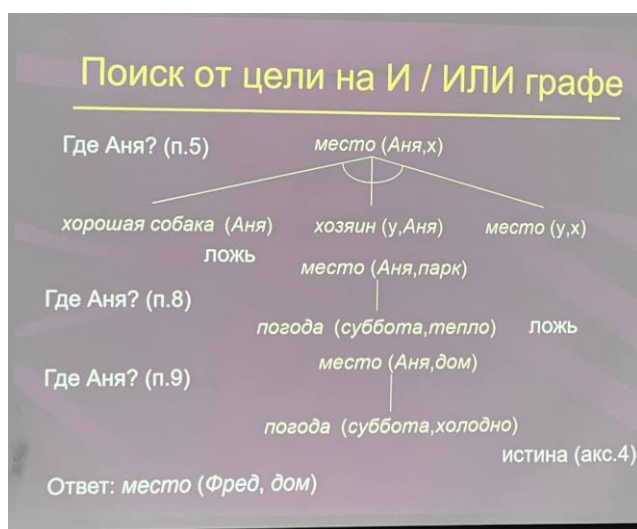 Поиск от цели на И / ИЛИ графе
Где Аня? (п.5)
место (Аня,x)
хорошая собака (Аня)
хозяин (y,Аня)
место (y,x)
ложь
место (Аня,парк)
Где Аня? (п.8)
погода (суббота,тепло)
ложь
место (Аня,дом)
Где Аня? (п.9)
погода (суббота,холодно)
истина (акс.4)
Ответ: место (Фред, дом)